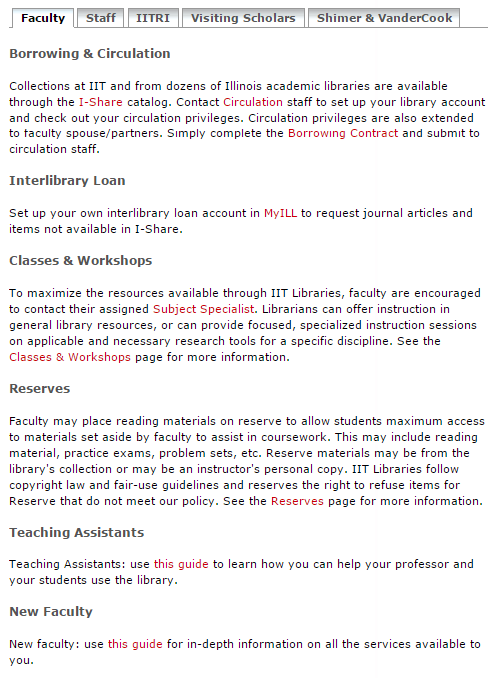 Faculty Staff IITRI Visiting Scholars Shimer & VanderCook
Borrowing & Circulation
Collections at IIT and from dozens of Illinois academic libraries are available
through the I-Share catalog. Contact Circulation staff to set up your library account
and check out your circulation privileges. Circulation privileges are also extended
to faculty spouse/partners. Simply complete the Borrowing Contract and submit to
circulation staff.
Interlibrary Loan
Set up your own interlibrary loan account in MyILL to request journal articles and
items not available in I-Share.
Classes & Workshops
To maximize the resources available through IIT Libraries, faculty are encouraged
to contact their assigned Subject Specialist. Librarians can offer instruction in
general library resources, or can provide focused, specialized instruction sessions
on applicable and necessary research tools for a specific discipline. See the
Classes & Workshops page for more information.
Reserves
Faculty may place reading materials on reserve to allow students maximum access
to materials set aside by faculty to assist in coursework. This may include reading
material, practice exams, problem sets, etc. Reserve materials may be from the
library's collection or may be an instructor's personal copy. IIT Libraries follow
copyright law and fair-use guidelines and reserves the right to refuse items for
Reserve that do not meet our policy. See the Reserves page for more information.
Teaching Assistants
Teaching Assistants: use this guide to learn how you can help your professor and
your students use the library.
New Faculty
New faculty: use this guide for in-depth information on all the services available to
you.